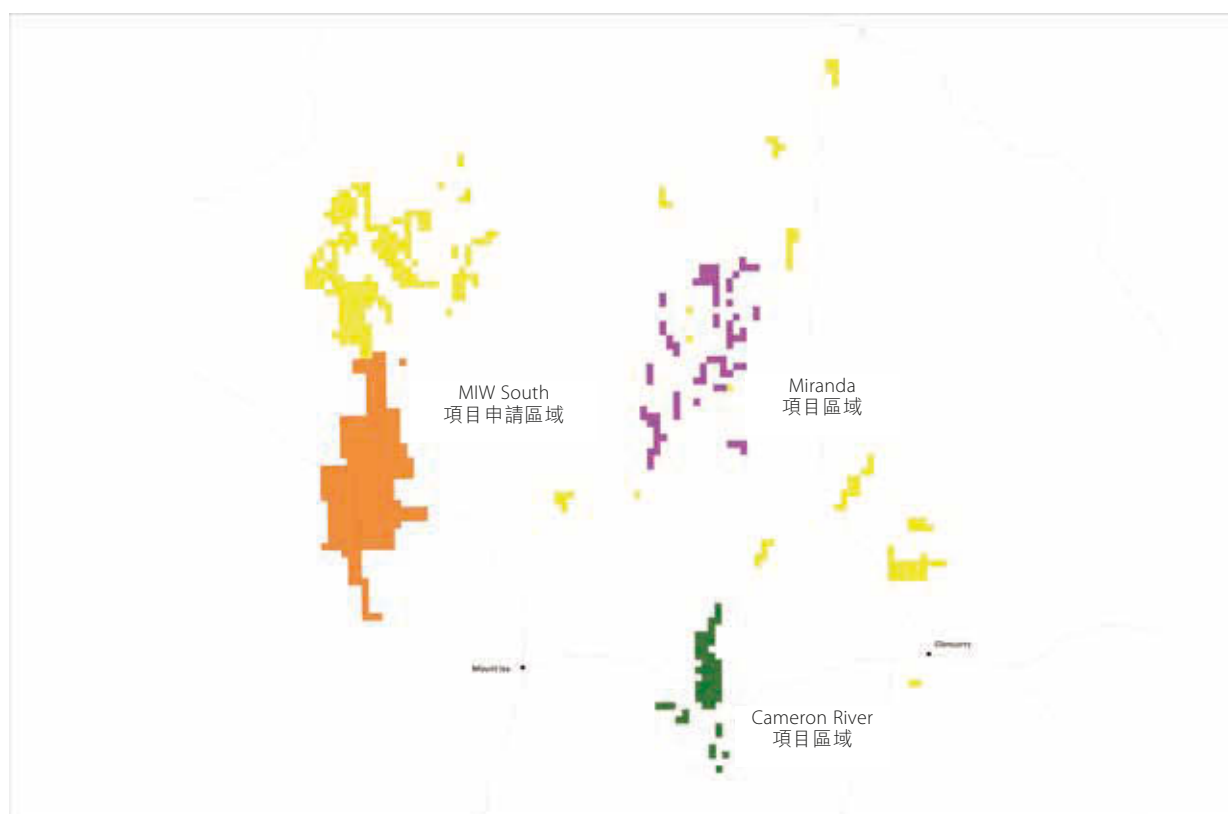 MIW South
項目申請區域
Miranda
項目區域
Mount Isa
Cloncurry
Cameron River
項目區域